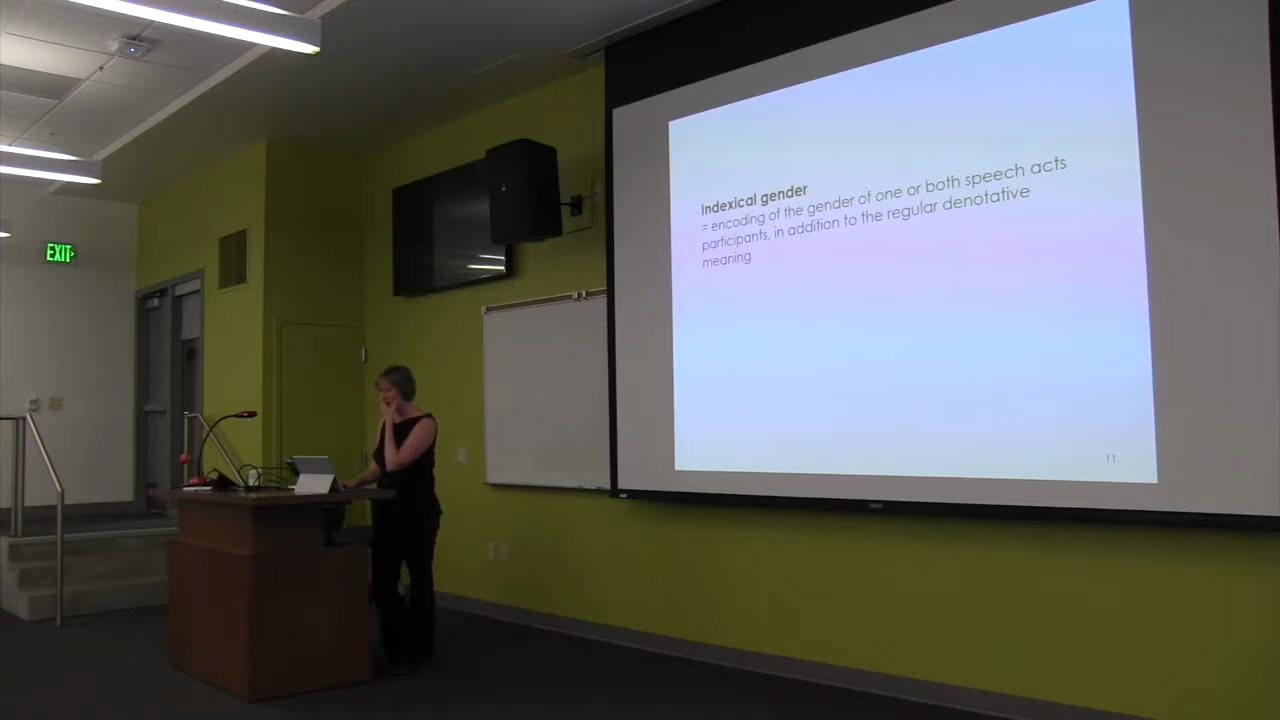 EXIT
Indexical gender
= encoding of the gender of one or both speech acts
participants, in addition to the regular denotative
meaning
11